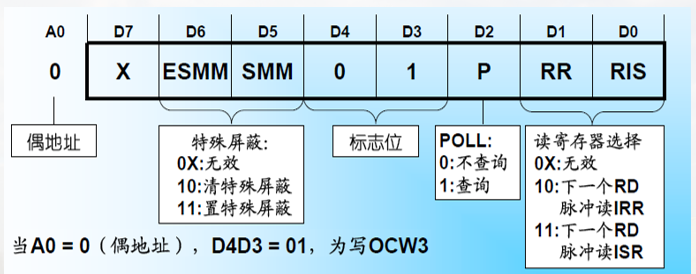 A0 D7 D6 D5 D4 D3 D2 D1 D0
0 X ESMM SMM 0 1 P RR RIS
偶地址
特殊屏蔽:
0X:无效
10:清特殊屏蔽
11:置特殊屏蔽
标志位
POLL:
0:不查询
1:查询
读寄存器选择
0X:无效
10:下一个RD
脉冲读IRR
11:下一个RD
脉冲读ISR
当A0 = 0（偶地址），D4D3 = 01，为写OCW3